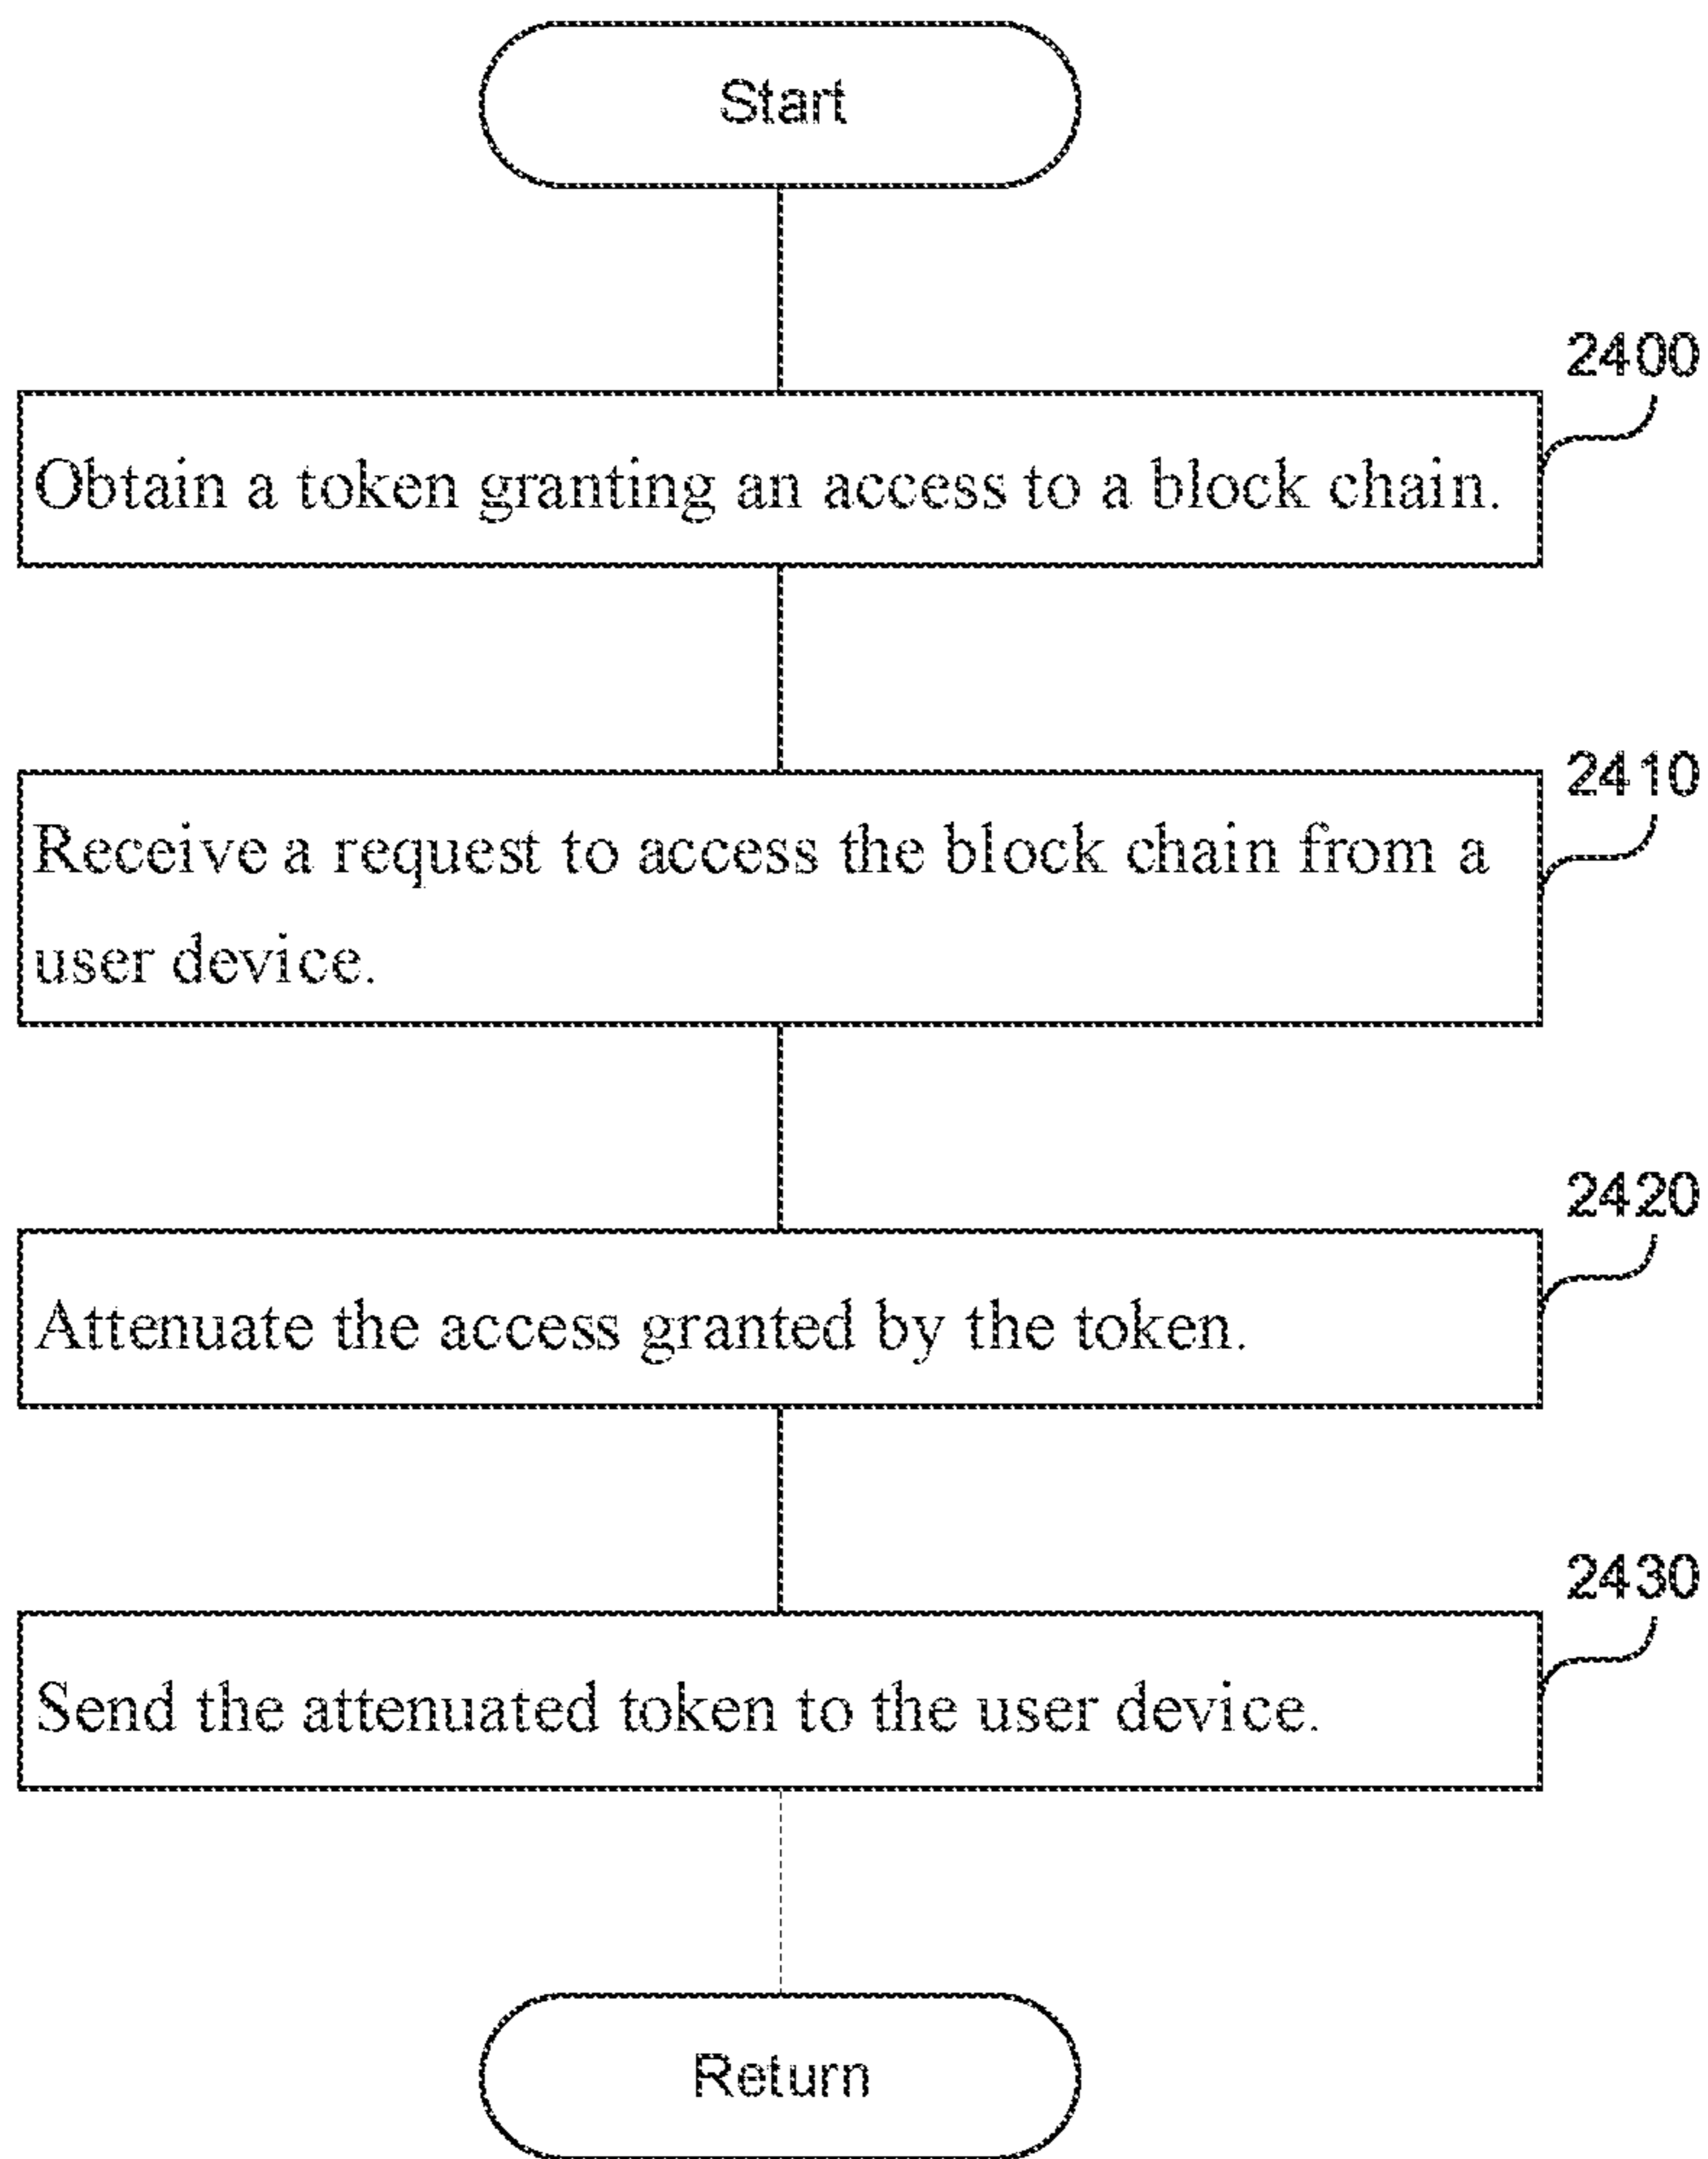 Start
2400
Obtain a token granting an access to a block chain.
2410
Receive a request to access the block chain from a
user device.
2420
Attenuate the access granted by the token.
2430
Send the attenuated token to the user device.
Return